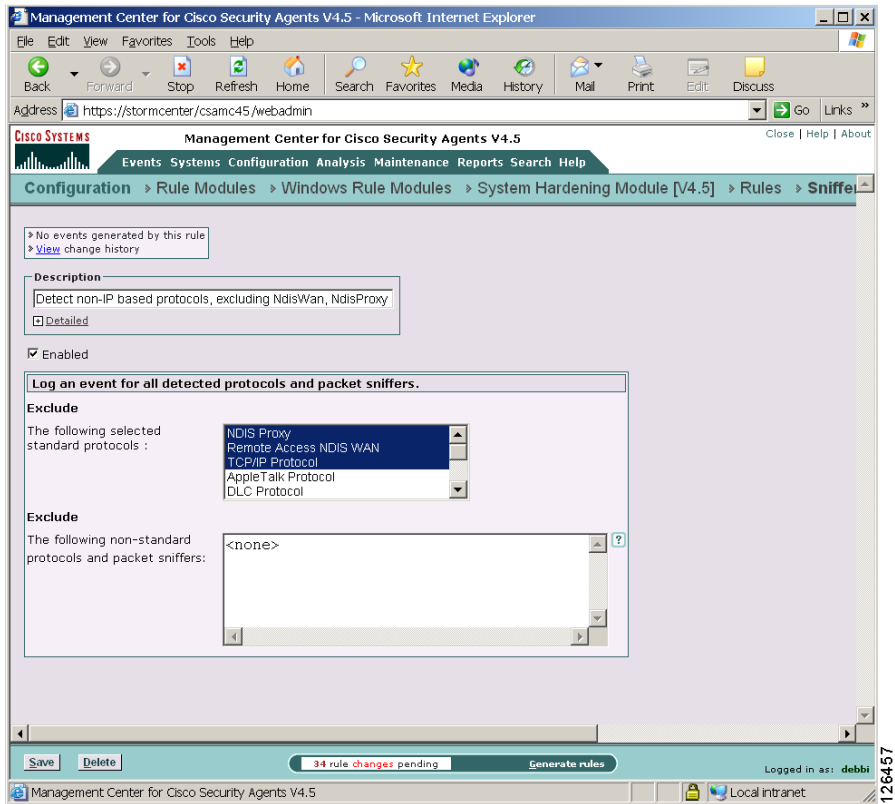 Management Center for Cisco Security Agents V4.5 - Microsoft Internet Explorer
File Edit View Favorites Tools Help
Back Forward Stop Refresh Home Search Favorites Media History Mail Print Edit Discuss
Address https://stormcenter/csamc45/webadmin Go Links »
CISCO SYSTEMS
Management Center for Cisco Security Agents V4.5
Close | Help | About
Events Systems Configuration Analysis Maintenance Reports Search Help
Configuration > Rule Modules > Windows Rule Modules > System Hardening Module [V4.5] > Rules > Sniffe
No events generated by this rule
View change history
Description
Detect non-IP based protocols, excluding NdisWan, NdisProxy
+ Detailed
Enabled
Log an event for all detected protocols and packet sniffers.
Exclude
The following selected
standard protocols :
NDIS Proxy
Remote Access NDIS WAN
TCP/IP Protocol
AppleTalk Protocol
DLC Protocol
Exclude
The following non-standard
protocols and packet sniffers:
<none>
?
Save Delete 34 rule changes pending Generate rules
Logged in as: debbi
Management Center for Cisco Security Agents V4.5 Local intranet
126457